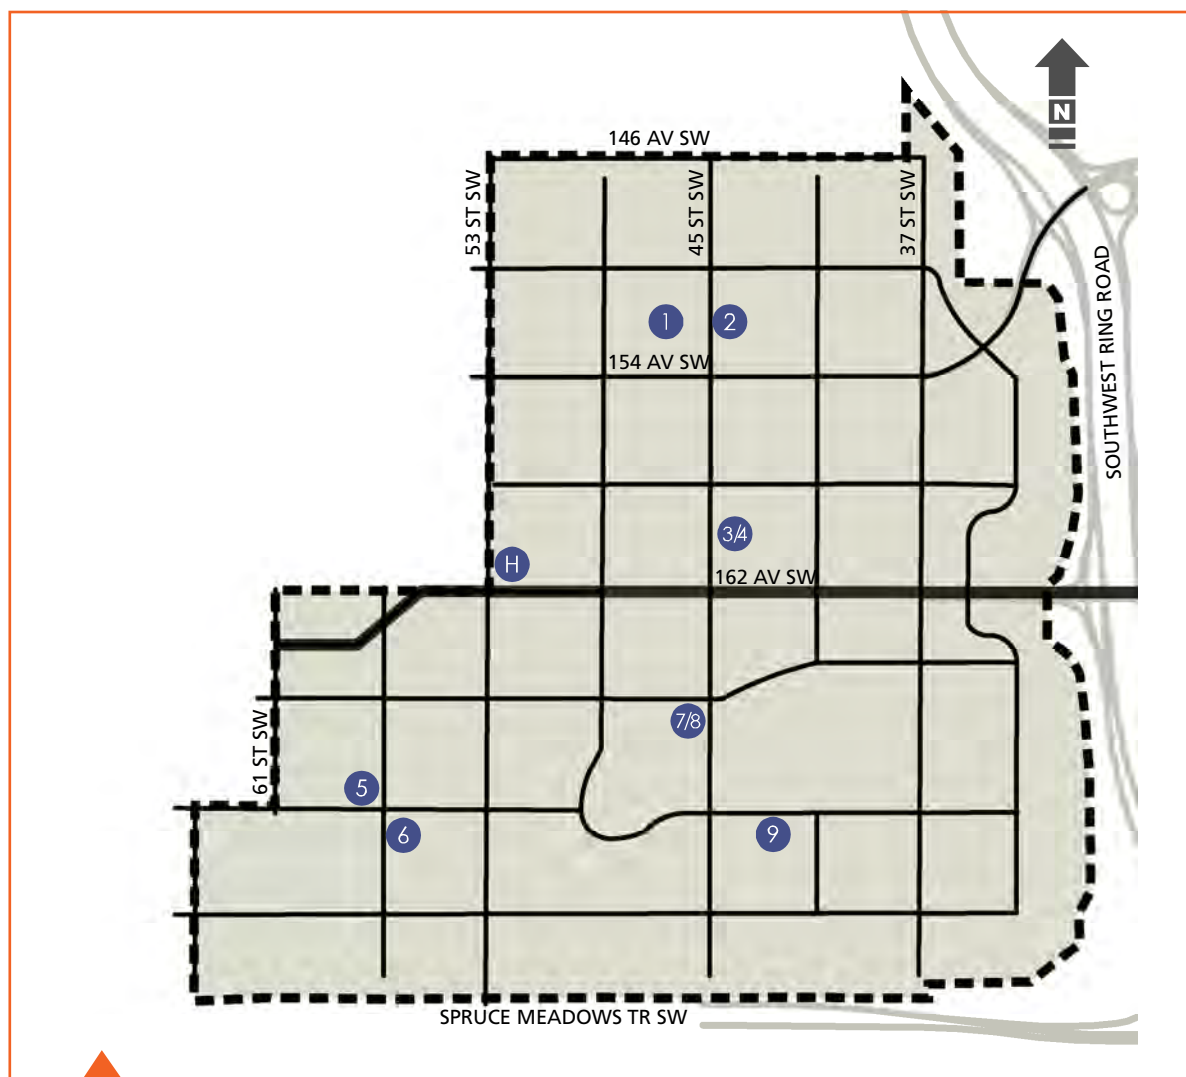 146 AV SW
N
53 ST SW
45 ST SW
37 ST SW
SOUTHWEST RING ROAD
1
2
154 AV SW
3/4
H
162 AV SW
61 ST SW
7/8
5
6
9
SPRUCE MEADOWS TR SW